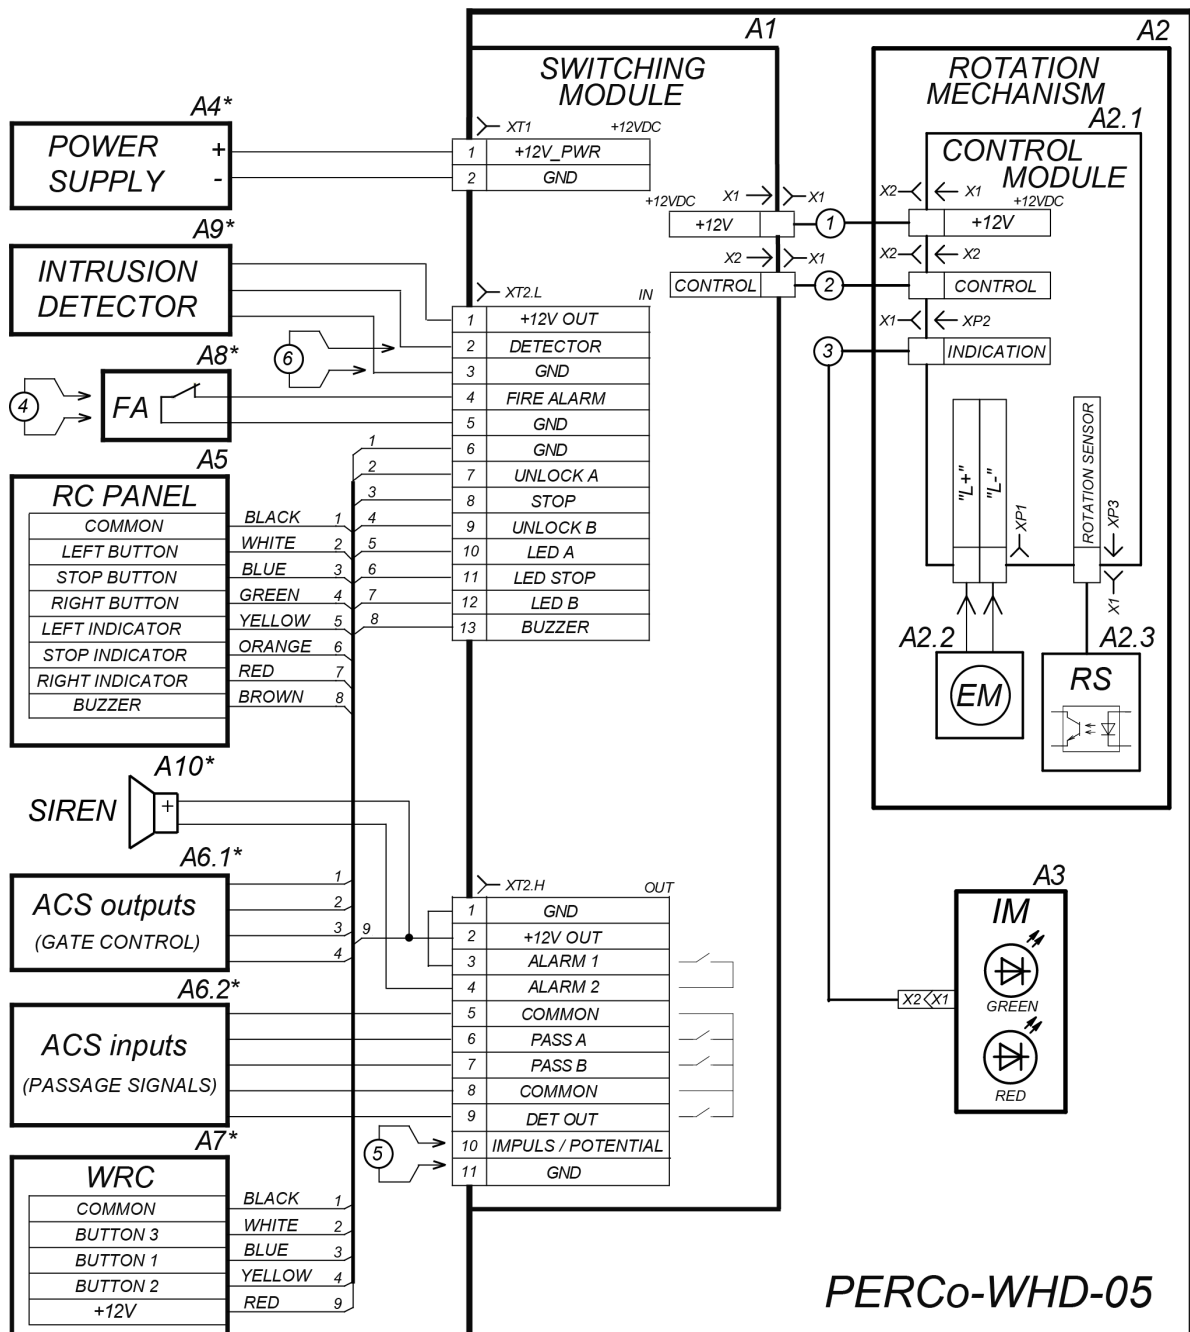 A1
A2
SWITCHING
MODULE
ROTATION
MECHANISM
A4*
POWER
SUPPLY
+
-
XT1
+12VDC
1 +12V_PWR
2 GND
A2.1
CONTROL
MODULE
+12VDC
X1
X1
+12V
1
X2
X1
+12VDC
+12V
X2
X1
CONTROL
2
X2
X2
CONTROL
3
X1
XP2
INDICATION
A9*
INTRUSION
DETECTOR
6
A8*
FA
4
XT2.L
IN
1 +12V OUT
2 DETECTOR
3 GND
4 FIRE ALARM
5 GND
6 GND
7 UNLOCK A
8 STOP
9 UNLOCK B
10 LED A
11 LED STOP
12 LED B
13 BUZZER
1
2
3
4
5
6
7
8
A5
RC PANEL
COMMON BLACK 1
LEFT BUTTON WHITE 2
STOP BUTTON BLUE 3
RIGHT BUTTON GREEN 4
LEFT INDICATOR YELLOW 5
STOP INDICATOR ORANGE 6
RIGHT INDICATOR RED 7
BUZZER BROWN 8
"L+"
"L-"
XP1
ROTATION SENSOR
XP3
X1
A2.2
EM
A2.3
RS
A10*
SIREN
+
A6.1*
ACS outputs
(GATE CONTROL)
1
2
3
4
9
A6.2*
ACS inputs
(PASSAGE SIGNALS)
XT2.H
OUT
1 GND
2 +12V OUT
3 ALARM 1
4 ALARM 2
5 COMMON
6 PASS A
7 PASS B
8 COMMON
9 DET OUT
10 IMPULS / POTENTIAL
11 GND
5
A3
IM
X2 X1
GREEN
RED
A7*
WRC
COMMON BLACK 1
BUTTON 3 WHITE 2
BUTTON 1 BLUE 3
BUTTON 2 YELLOW 4
+12V RED 9
PERCo-WHD-05